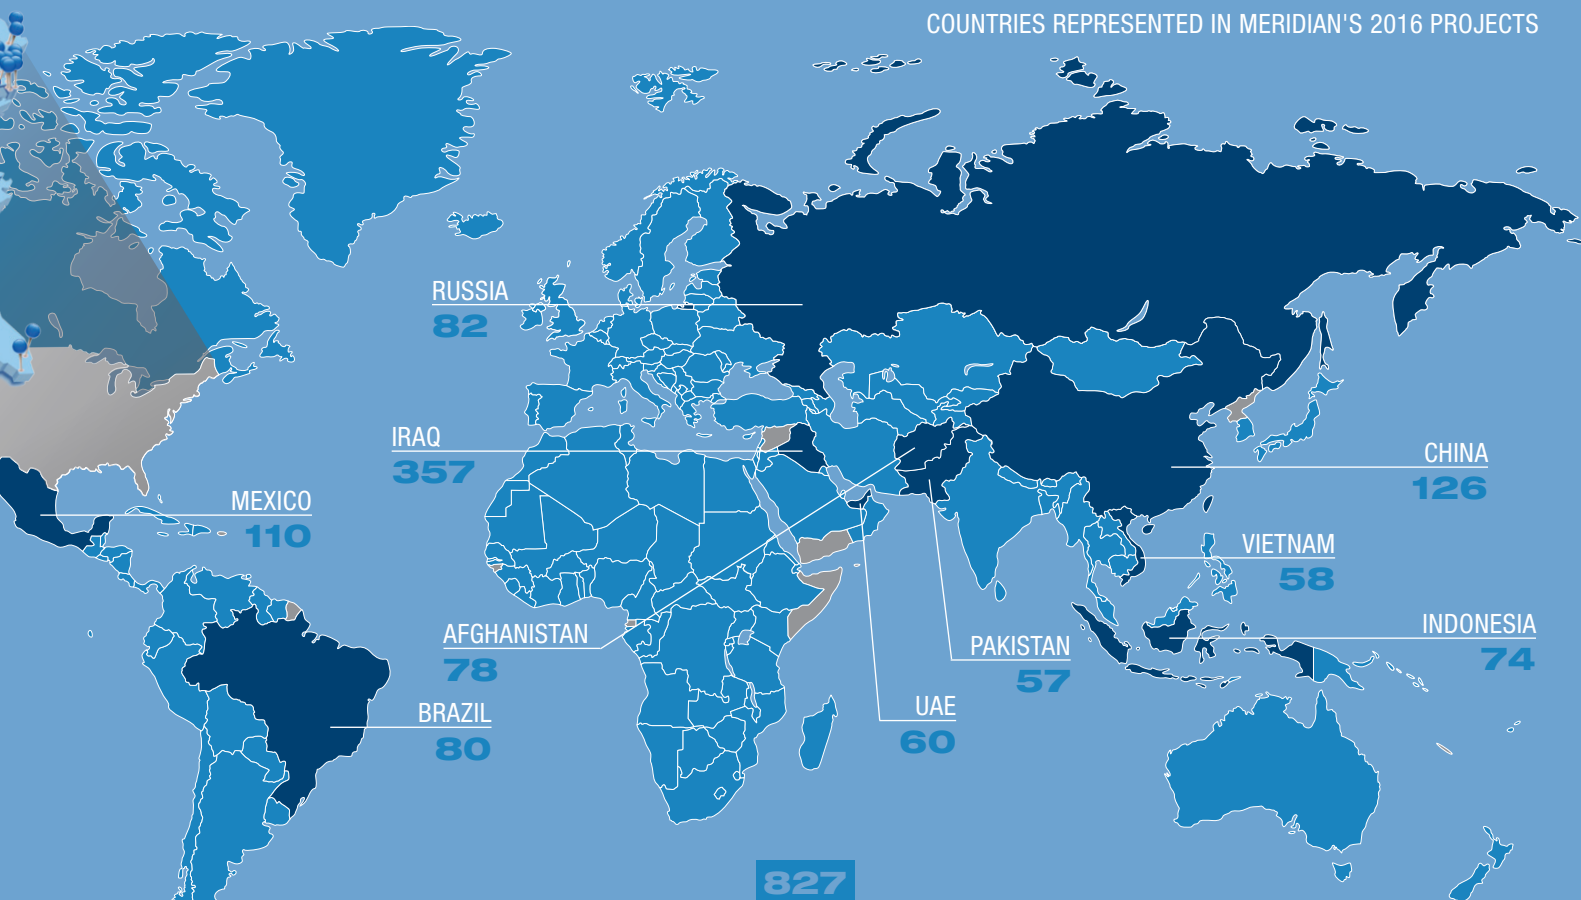 COUNTRIES REPRESENTED IN MERIDIAN'S 2016 PROJECTS
RUSSIA
82
IRAQ
357
MEXICO
110
CHINA
126
VIETNAM
58
INDONESIA
74
AFGHANISTAN
78
PAKISTAN
57
UAE
60
BRAZIL
80
827